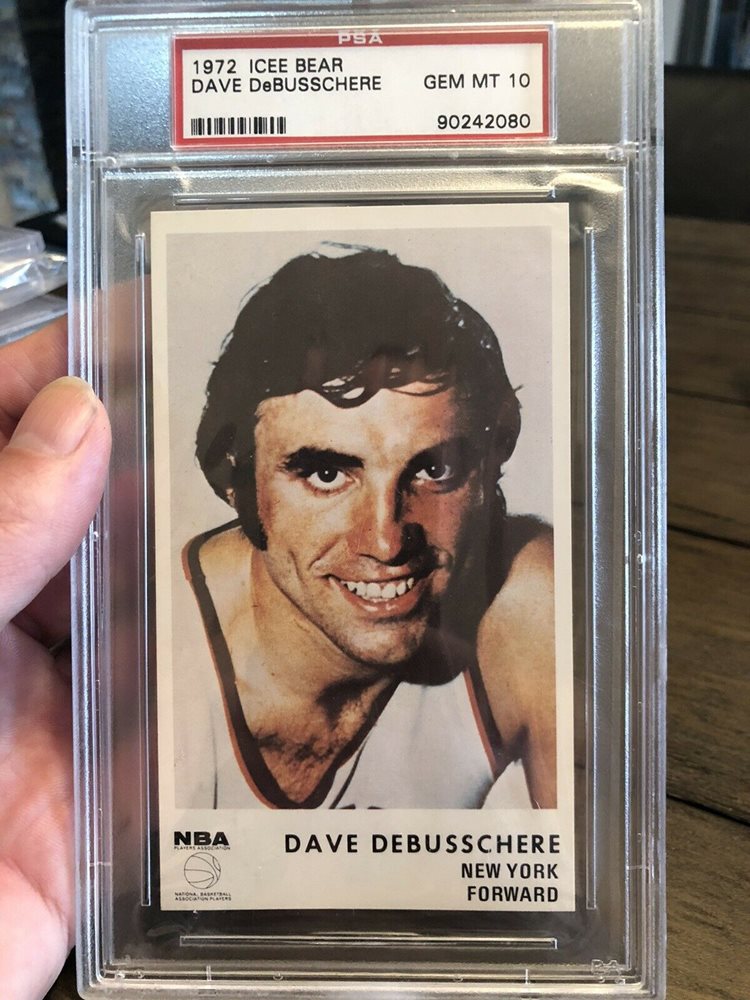 PSA
1972 ICEE BEAR
DAVE DeBUSSCHERE GEM MT 10
90242080
NBA
PLAYERS ASSOCIATION
DAVE DEBUSSCHERE
NEW YORK
FORWARD
NATIONAL BASKETBALL
ASSOCIATION PLAYERS